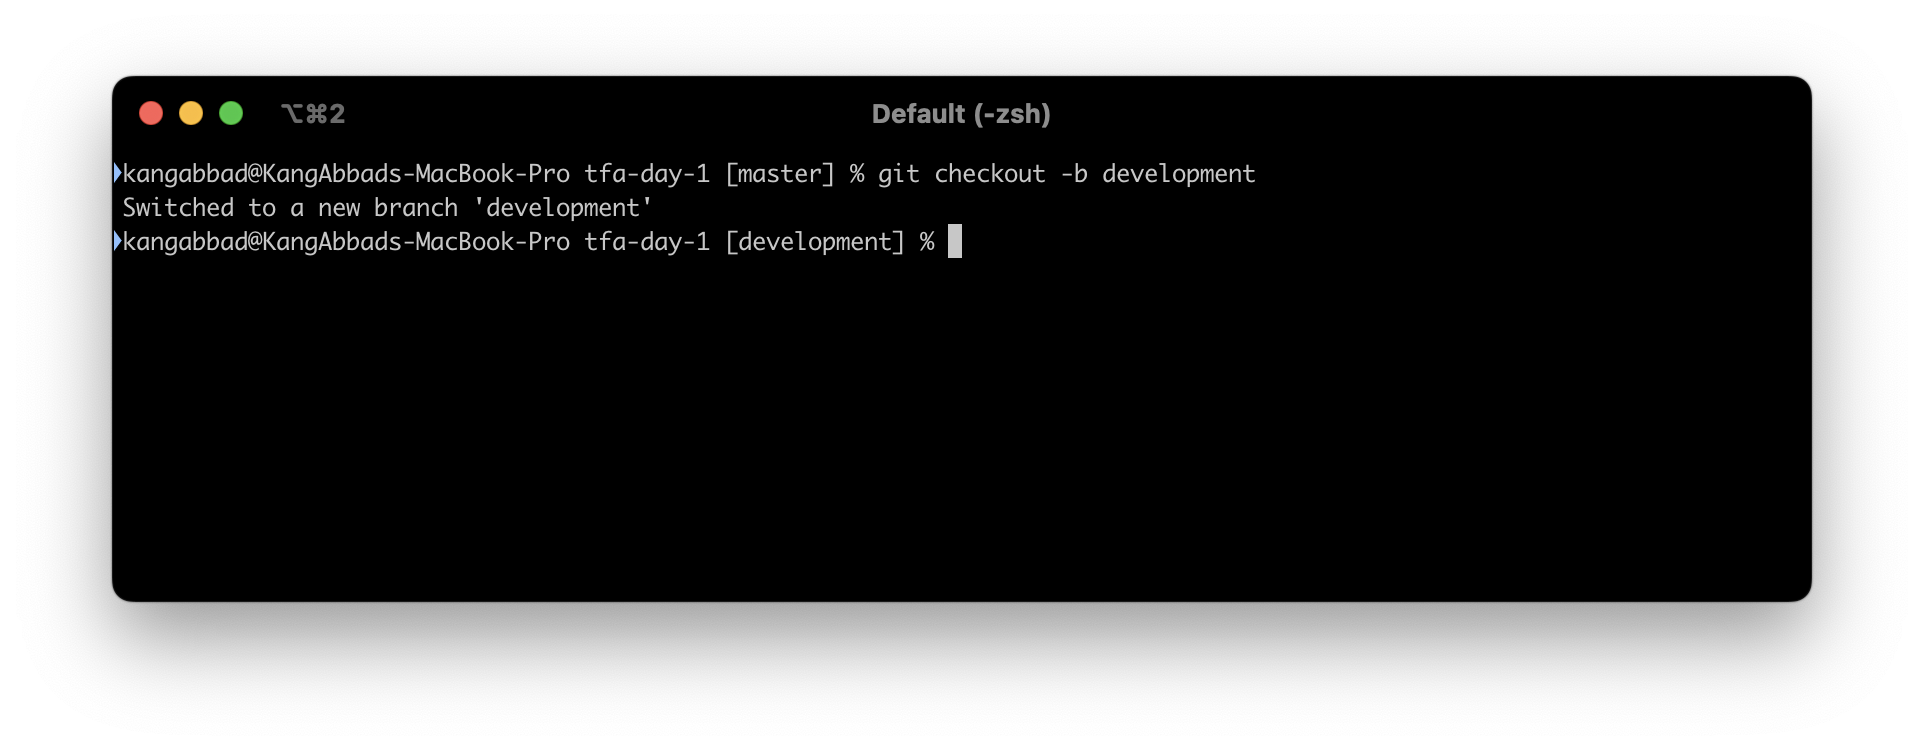 ⌥⌘2
Default (-zsh)
kangabbad@KangAbbads-MacBook-Pro tfa-day-1 [master] % git checkout -b development
Switched to a new branch 'development'
kangabbad@KangAbbads-MacBook-Pro tfa-day-1 [development] %